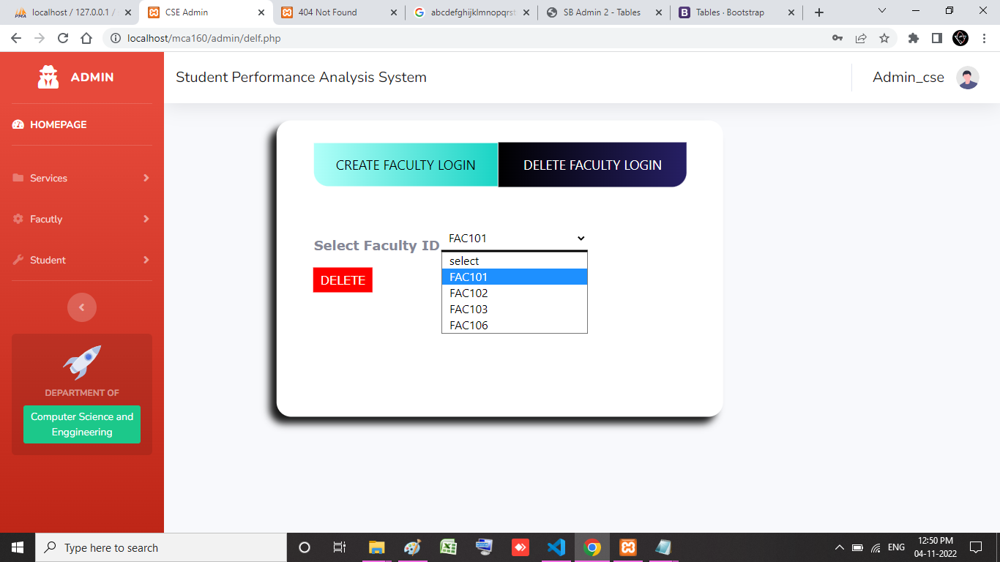 localhost / 127.0.0.1 /
CSE Admin
404 Not Found
abcdefghijklmnopqrst
SB Admin 2 - Tables
Tables · Bootstrap
localhost/mca160/admin/delf.php
ADMIN
Student Performance Analysis System
Admin_cse
HOMEPAGE
Services
Facutly
Student
DEPARTMENT OF
Computer Science and
Enggineering
CREATE FACULTY LOGIN
DELETE FACULTY LOGIN
Select Faculty ID
FAC101
select
FAC101
FAC102
FAC103
FAC106
DELETE
Type here to search
ENG
12:50 PM
04-11-2022